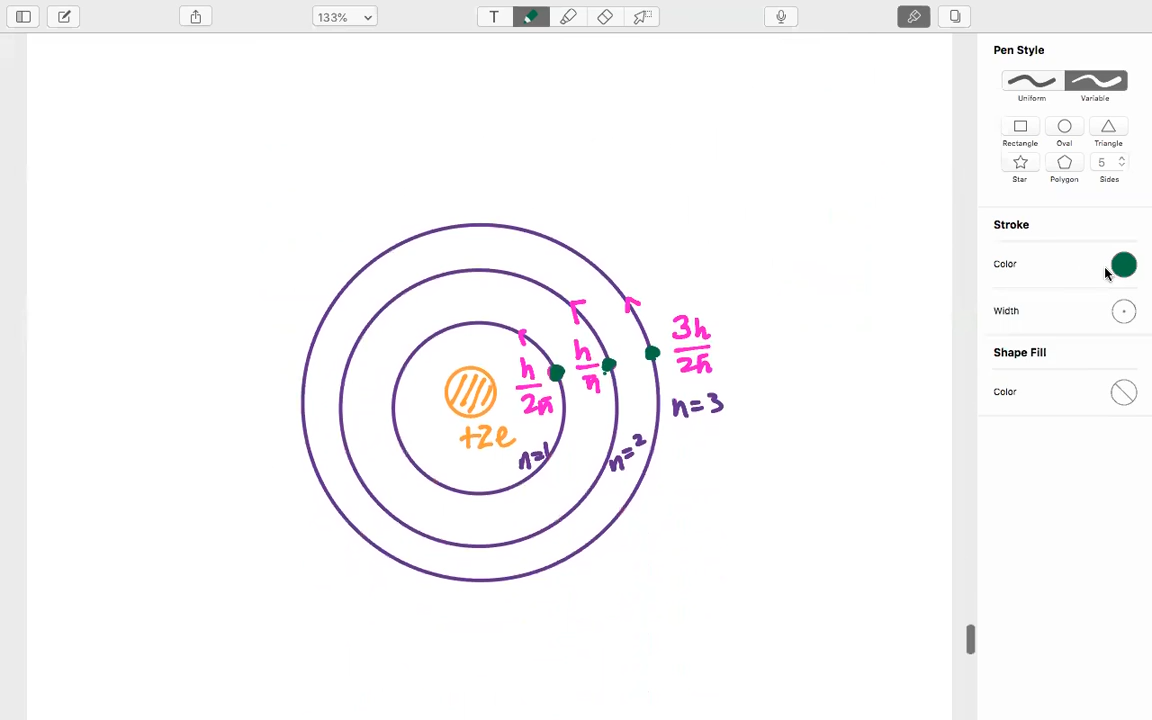 133%
T
Pen Style
Uniform
Variable
Rectangle
Oval
Triangle
5
Star
Polygon
Sides
Stroke
Color
Width
Shape Fill
Color
h/2π
h/π
3h/2π
+Ze
n=1
n=2
n=3